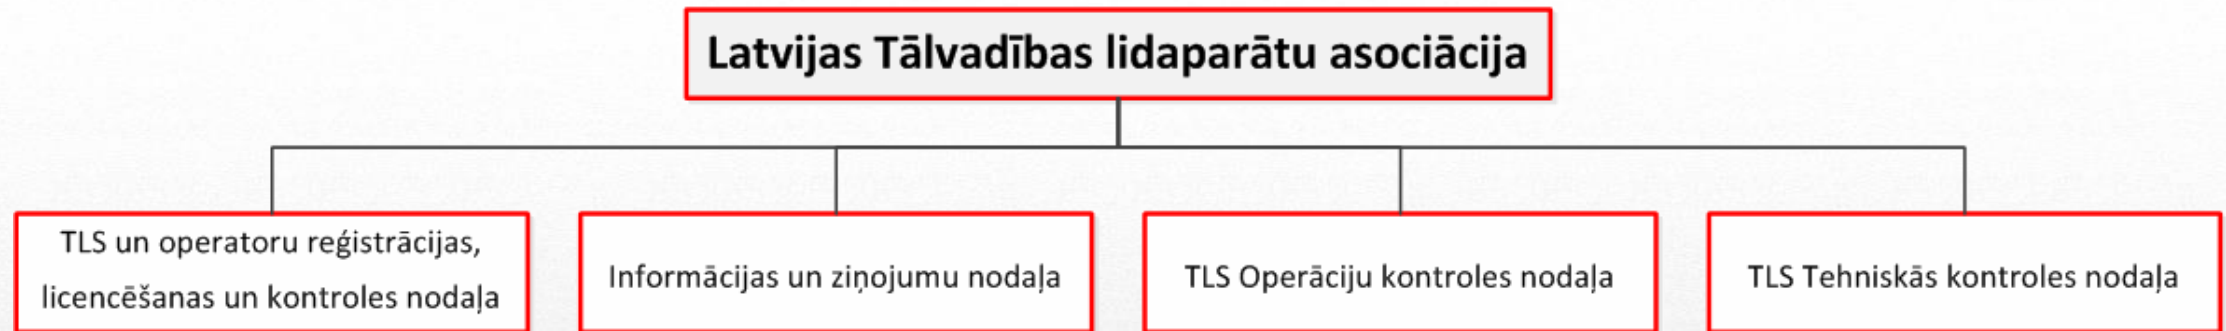 Latvijas Tālvadības lidaparātu asociācija
TLS un operatoru reģistrācijas,
licencēšanas un kontroles nodaļa
Informācijas un ziņojumu nodaļa
TLS Operāciju kontroles nodaļa
TLS Tehniskās kontroles nodaļa